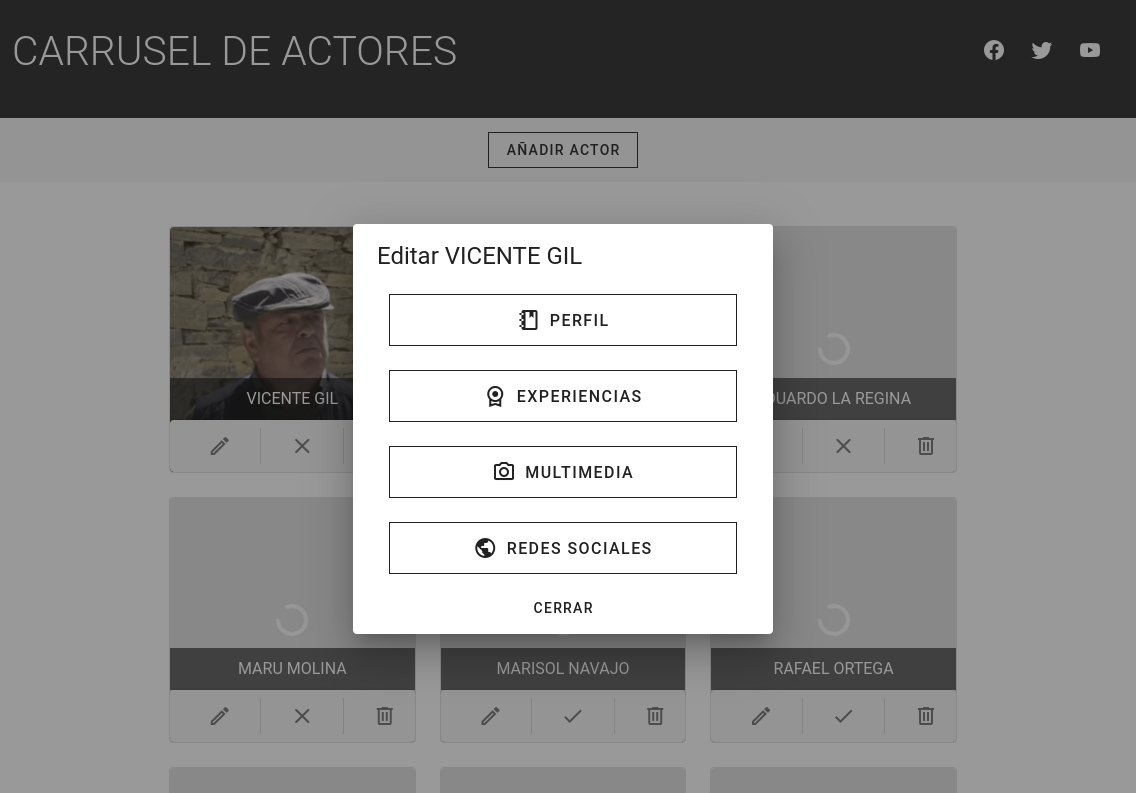 CARRUSEL DE ACTORES
AÑADIR ACTOR
Editar VICENTE GIL
PERFIL
EXPERIENCIAS
MULTIMEDIA
REDES SOCIALES
CERRAR
VICENTE GIL
LA REGINA
MARU MOLINA
MARISOL NAVAJO
RAFAEL ORTEGA